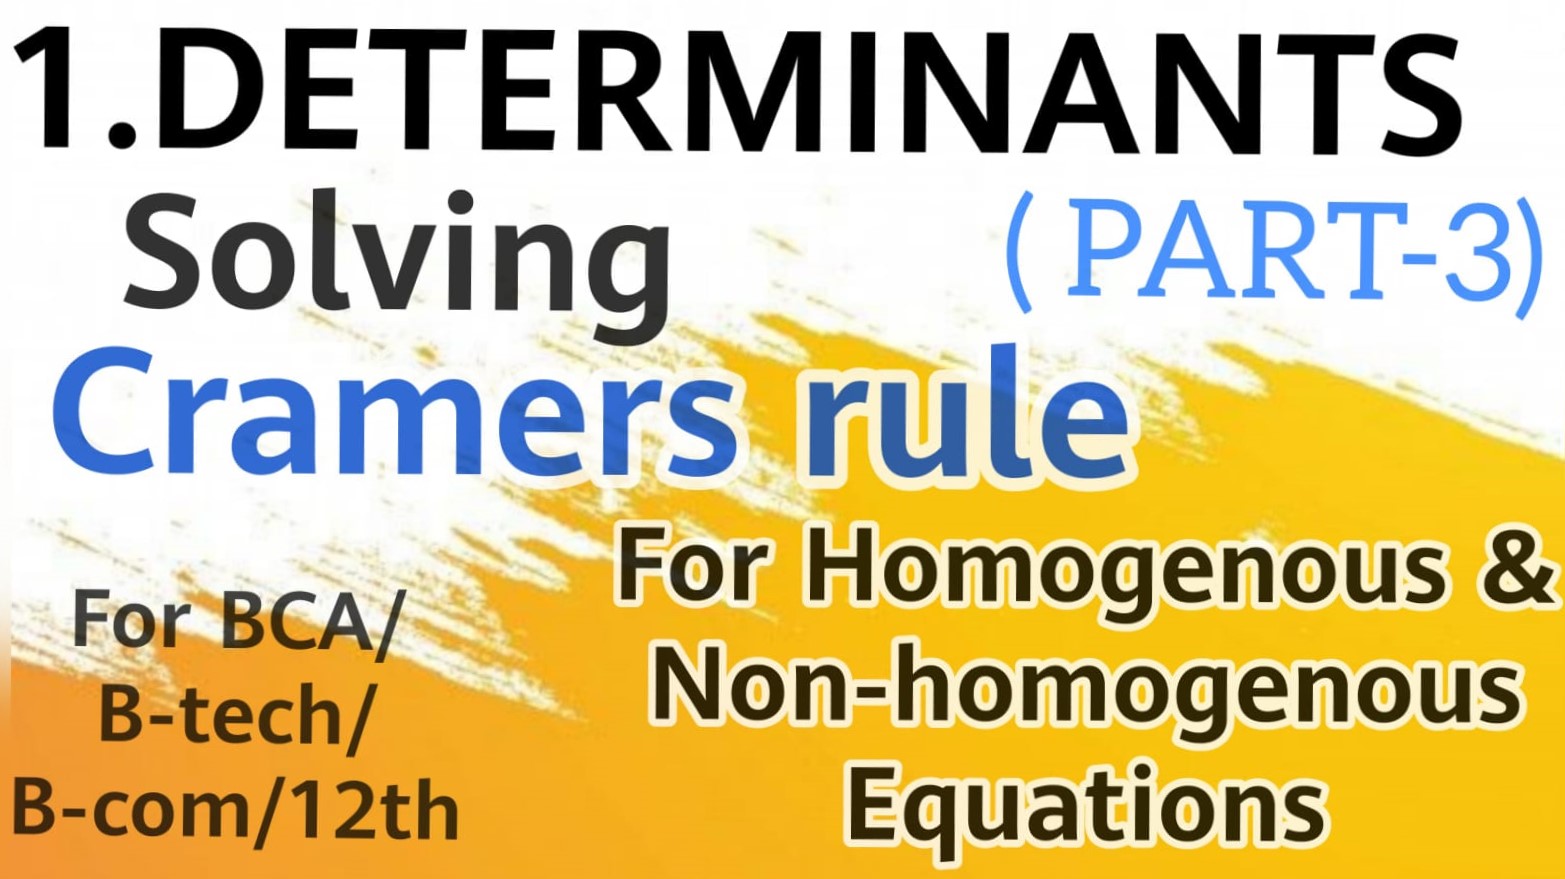 1.DETERMINANTS
Solving
( PART-3)
Cramers rule
For Homogenous &
Non-homogenous
Equations
For BCA/
B-tech/
B-com/12th